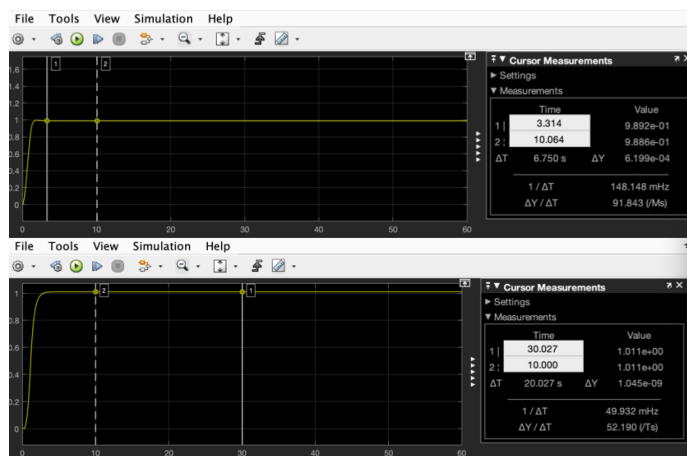 File Tools View Simulation Help
1.6
1.4
1.2
1
0.8
0.6
0.4
0.2
0
0 10 20 30 40 50 60
1
2
Cursor Measurements
Settings
Measurements
Time Value
1 | 3.314 9.892e-01
2 : 10.064 9.886e-01
ΔT 6.750 s ΔY 6.199e-04
1 / ΔT 148.148 mHz
ΔY / ΔT 91.843 (/Ms)
File Tools View Simulation Help
1
0.8
0.6
0.4
0.2
0
0 10 20 30 40 50 60
2
1
Cursor Measurements
Settings
Measurements
Time Value
1 | 30.027 1.011e+00
2 : 10.000 1.011e+00
ΔT 20.027 s ΔY 1.045e-09
1 / ΔT 49.932 mHz
ΔY / ΔT 52.190 (/Ts)